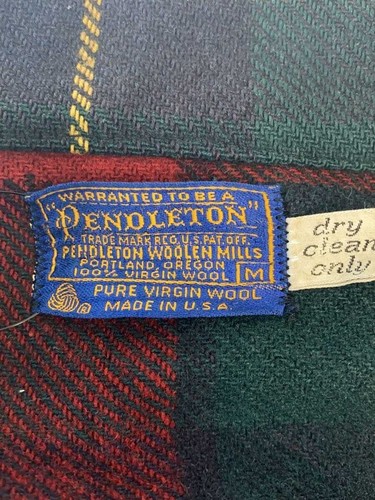 "WARRANTED TO BE A
"PENDLETON"
TRADE MARK REG. U.S. PAT. OFF.
PENDLETON WOOLEN MILLS
PORTLAND, OREGON
100% VIRGIN WOOL M
PURE VIRGIN WOOL
MADE IN U.S.A.
dry
clean
only